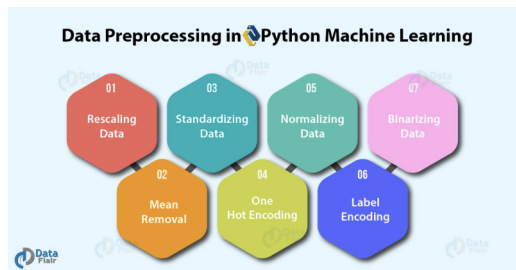 Data Preprocessing in Python Machine Learning
01
Rescaling
Data
02
Mean
Removal
03
Standardizing
Data
04
One
Hot Encoding
05
Normalizing
Data
06
Label
Encoding
07
Binarizing
Data
Data
Flair